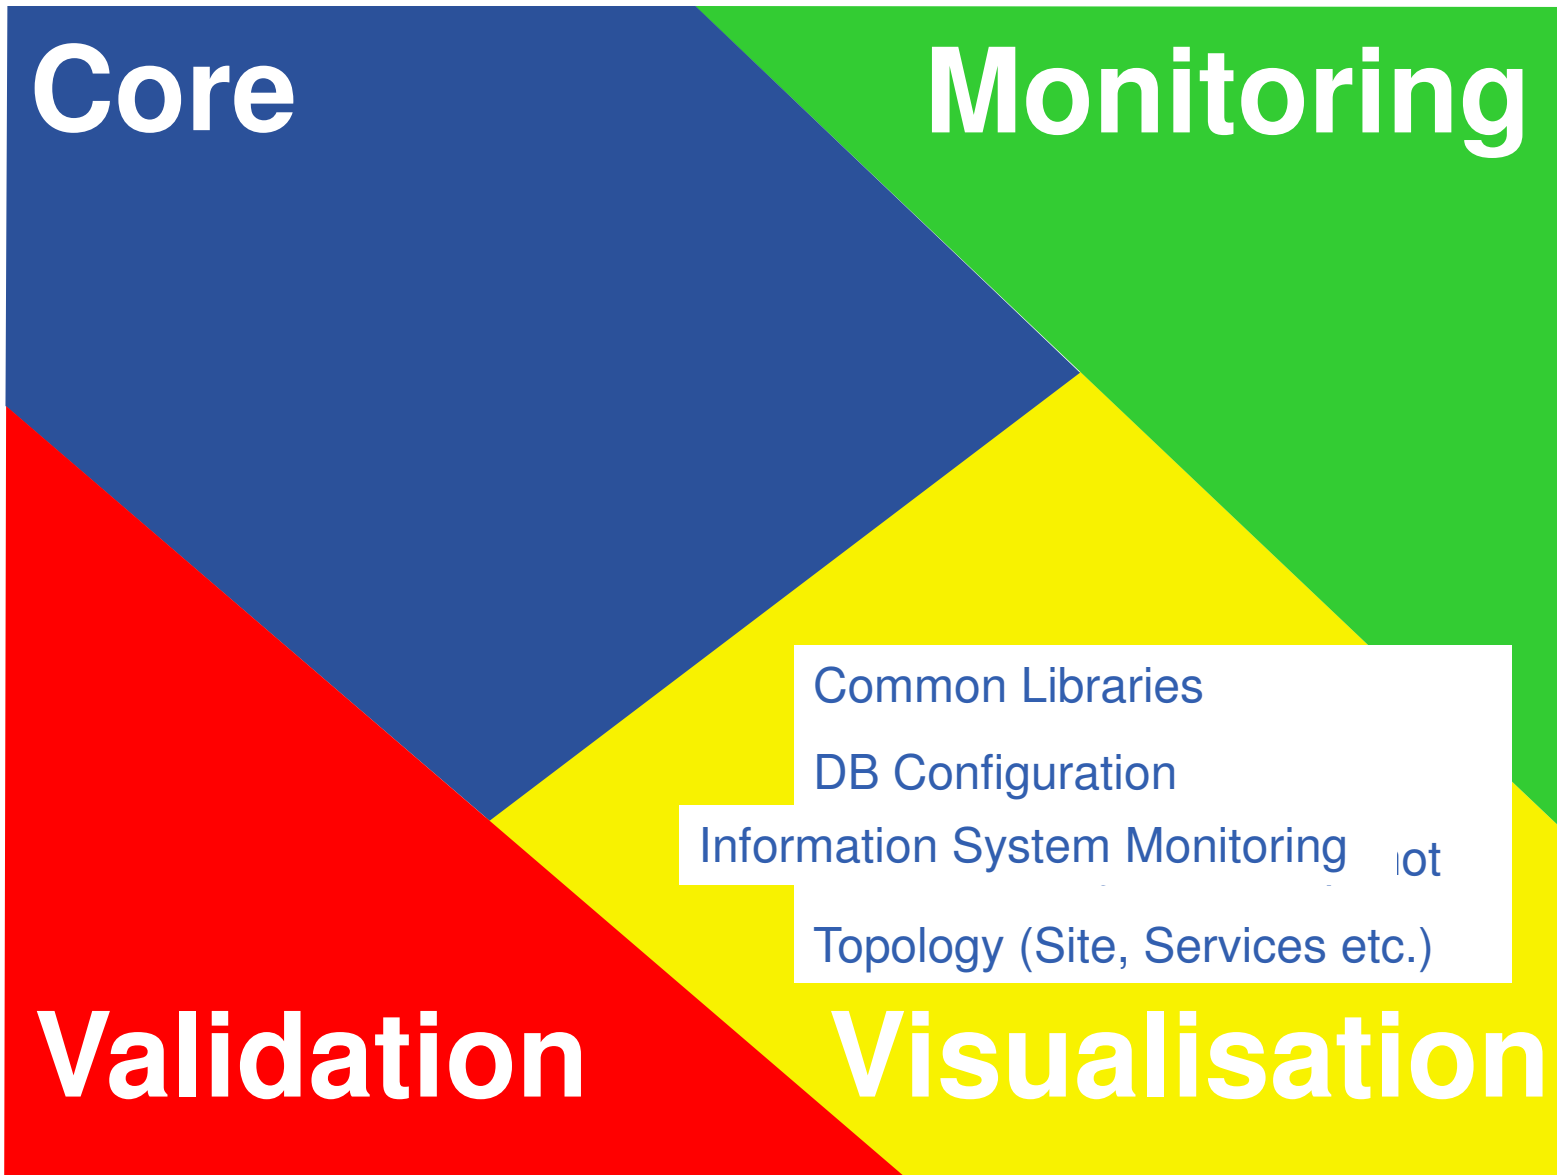 Core
Monitoring
Common Libraries
DB Configuration
Information System Monitoring
Topology (Site, Services etc.)
Validation
Visualisation